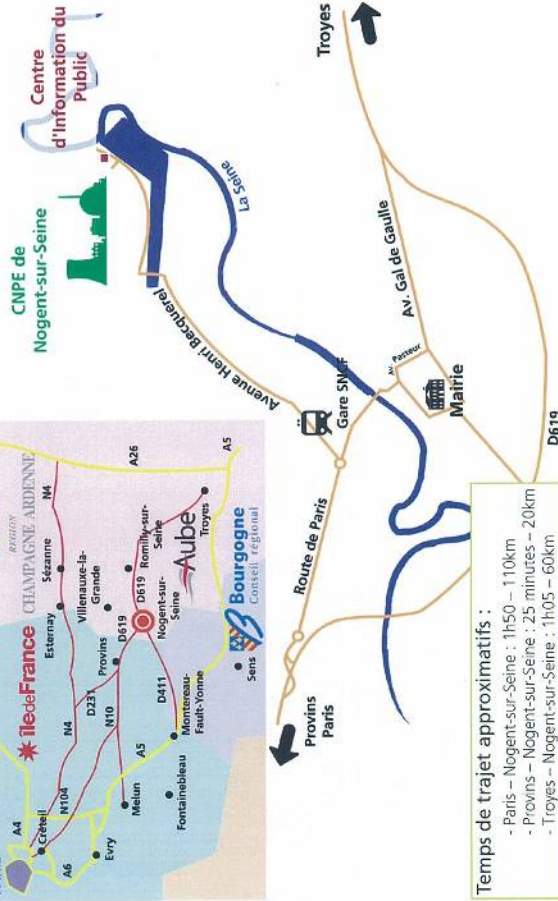 îledeFrance
REGION
CHAMPAGNE ARDENNE
A4
Créteil
N104
A6
Evry
N4
Esternay
Sézanne
N4
A26
Villenauxe-la-
Grande
D231
Provins
D619
D619
Romilly-sur-
Seine
N10
Nogent-sur-
Seine
Aube
Troyes
Melun
A5
D411
Montereau-
Fault-Yonne
Fontainebleau
Sens
Bourgogne
Conseil régional
A5
CNPE de
Nogent-sur-Seine
Centre
d'Information du
Public
Avenue Henri Becquerel
La Seine
Gare SNCF
Route de Paris
Provins
Paris
Av. Pasteur
Mairie
Av. Gal de Gaulle
Troyes
D619
Temps de trajet approximatifs :
- Paris – Nogent-sur-Seine : 1h50 – 110km
- Provins – Nogent-sur-Seine : 25 minutes – 20km
- Troyes – Nogent-sur-Seine : 1h05 – 60km